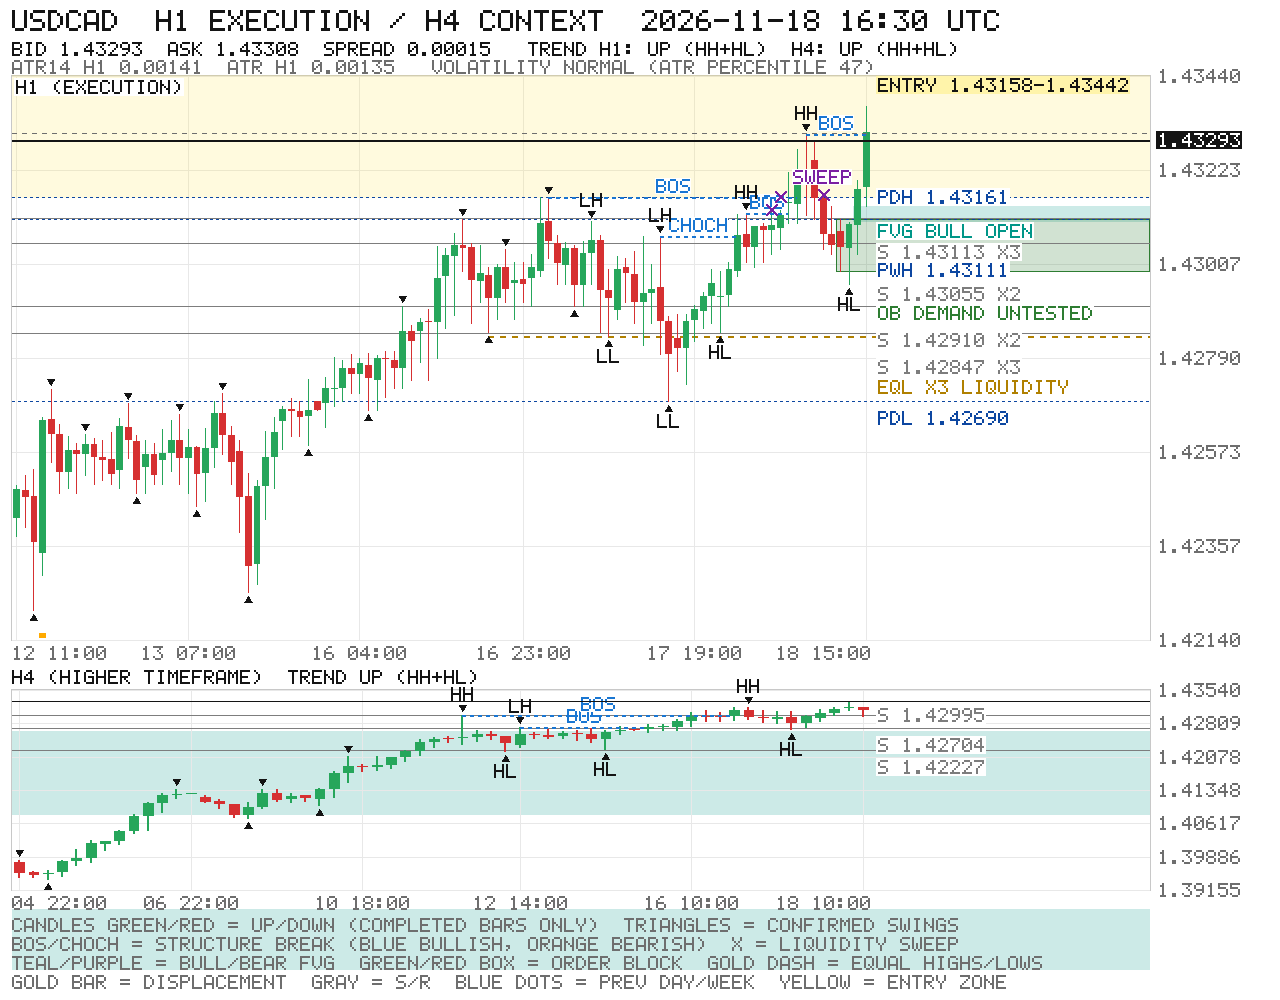 USDCAD  H1 EXECUTION / H4 CONTEXT  2026-11-18 16:30 UTC
BID 1.43293  ASK 1.43308  SPREAD 0.00015   TREND H1: UP (HH+HL)  H4: UP (HH+HL)
ATR14 H1 0.00141  ATR H1 0.00135   VOLATILITY NORMAL (ATR PERCENTILE 47)
H1 (EXECUTION)
1.43440
ENTRY 1.43158-1.43442
HH
BOS
1.43293
1.43223
SWEEP
BOS
HH
PDH 1.43161
LH
BOS
LH
CHOCH
FVG BULL OPEN
S 1.43113 X3
1.43007
PWH 1.43111
S 1.43055 X2
HL
OB DEMAND UNTESTED
S 1.42910 X2
LL
HL
1.42790
S 1.42847 X3
EQL X3 LIQUIDITY
LL
PDL 1.42690
1.42573
1.42357
1.42140
12 11:00
13 07:00
16 04:00
16 23:00
17 19:00
18 15:00
H4 (HIGHER TIMEFRAME)  TREND UP (HH+HL)
HH
HH
1.43540
LH
BOS
BOS
S 1.42995
1.42809
HL
HL
HL
S 1.42704
1.42078
S 1.42227
1.41348
1.40617
1.39886
1.39155
04 22:00
06 22:00
10 18:00
12 14:00
16 10:00
18 10:00
CANDLES GREEN/RED = UP/DOWN (COMPLETED BARS ONLY)  TRIANGLES = CONFIRMED SWINGS
BOS/CHOCH = STRUCTURE BREAK (BLUE BULLISH, ORANGE BEARISH)  X = LIQUIDITY SWEEP
TEAL/PURPLE = BULL/BEAR FVG  GREEN/RED BOX = ORDER BLOCK  GOLD DASH = EQUAL HIGHS/LOWS
GOLD BAR = DISPLACEMENT  GRAY = S/R  BLUE DOTS = PREV DAY/WEEK  YELLOW = ENTRY ZONE